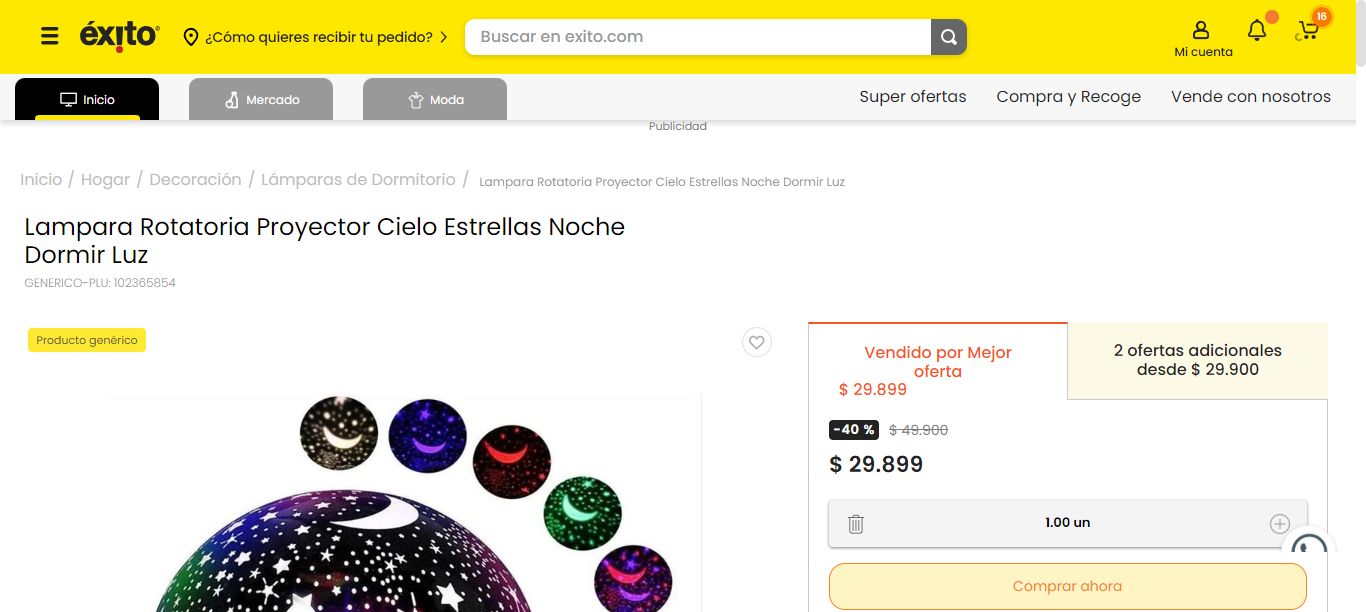 éxito
¿Cómo quieres recibir tu pedido?
Buscar en exito.com
Mi cuenta
16
Inicio
Mercado
Moda
Super ofertas
Compra y Recoge
Vende con nosotros
Publicidad
Inicio / Hogar / Decoración / Lámparas de Dormitorio / Lampara Rotatoria Proyector Cielo Estrellas Noche Dormir Luz
Lampara Rotatoria Proyector Cielo Estrellas Noche
Dormir Luz
GENERICO-PLU: 102365854
Producto genérico
Vendido por Mejor
oferta
$ 29.899
2 ofertas adicionales
desde $ 29.900
-40 % $ 49.900
$ 29.899
1.00 un
Comprar ahora